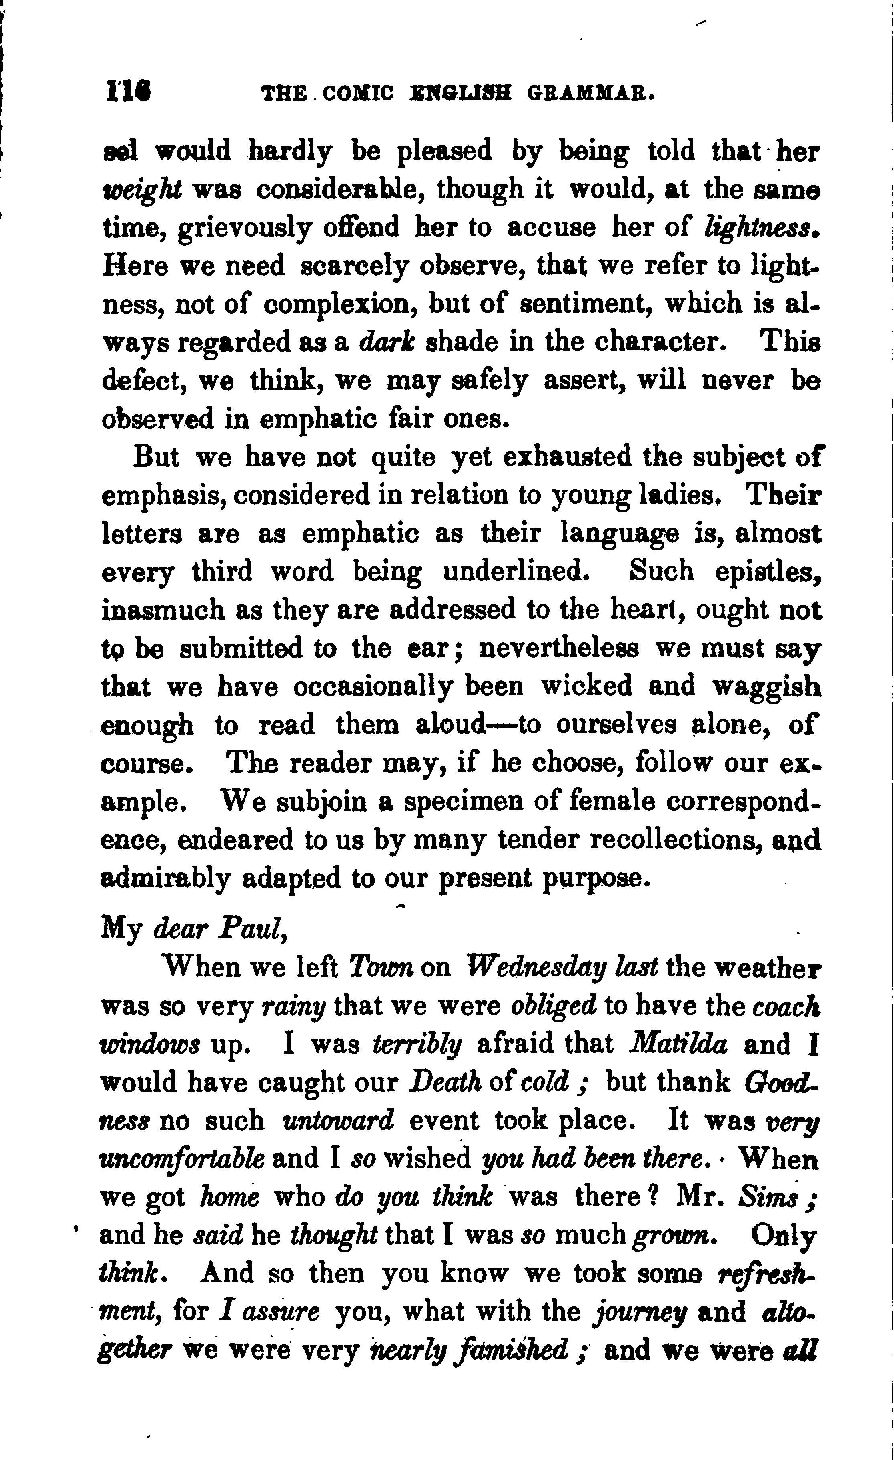 116 THE COMIC ENGLISH GRAMMAR.
sel would hardly be pleased by being told that her
weight was considerable, though it would, at the same
time, grievously offend her to accuse her of lightness.
Here we need scarcely observe, that we refer to light-
ness, not of complexion, but of sentiment, which is al-
ways regarded as a dark shade in the character. This
defect, we think, we may safely assert, will never be
observed in emphatic fair ones.
But we have not quite yet exhausted the subject of
emphasis, considered in relation to young ladies. Their
letters are as emphatic as their language is, almost
every third word being underlined. Such epistles,
inasmuch as they are addressed to the heart, ought not
to be submitted to the ear; nevertheless we must say
that we have occasionally been wicked and waggish
enough to read them aloud—to ourselves alone, of
course. The reader may, if he choose, follow our ex-
ample. We subjoin a specimen of female correspond-
ence, endeared to us by many tender recollections, and
admirably adapted to our present purpose.
My dear Paul,
When we left Town on Wednesday last the weather
was so very rainy that we were obliged to have the coach
windows up. I was terribly afraid that Matilda and I
would have caught our Death of cold; but thank Good-
ness no such untoward event took place. It was very
uncomfortable and I so wished you had been there. When
we got home who do you think was there? Mr. Sims;
and he said he thought that I was so much grown. Only
think. And so then you know we took some refresh-
ment, for I assure you, what with the journey and alto-
gether we were very nearly famished; and we were all